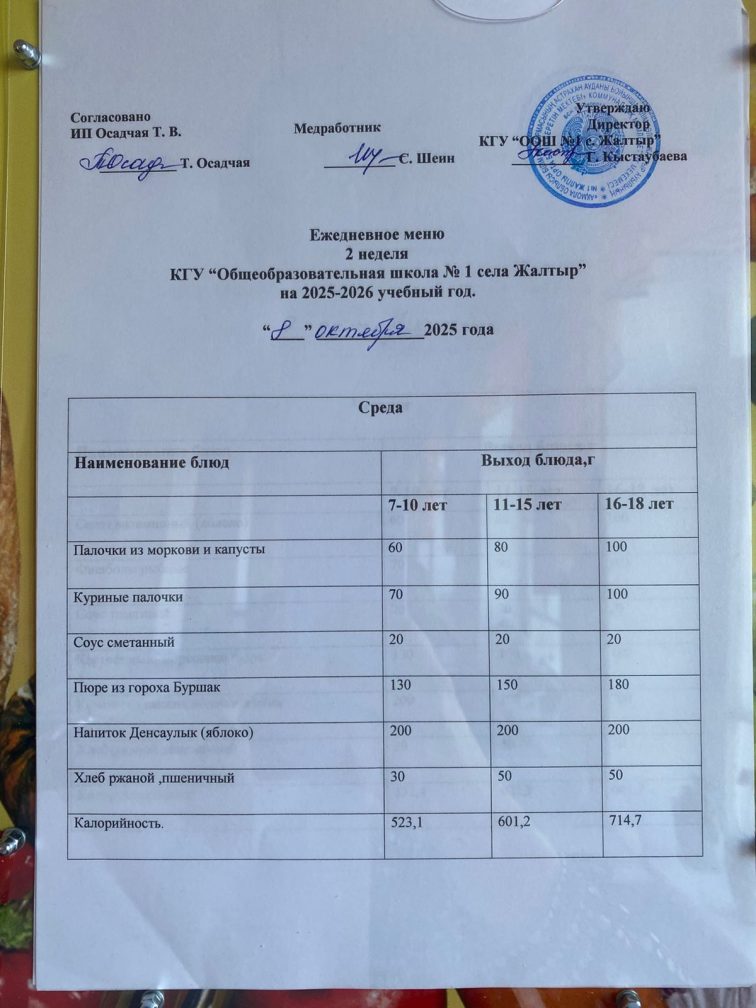 Согласовано
ИП Осадчая Т. В.
Т. Осадчая
Медработник
С. Шеин
Утверждаю
Директор
КГУ “ООШ №1 с. Жалтыр”
Т. Кыстаубаева
Ежедневное меню
2 неделя
КГУ “Общеобразовательная школа № 1 села Жалтыр”
на 2025-2026 учебный год.
“8” октября 2025 года
Среда
Наименование блюд Выход блюда,г
7-10 лет 11-15 лет 16-18 лет
Палочки из моркови и капусты 60 80 100
Куриные палочки 70 90 100
Соус сметанный 20 20 20
Пюре из гороха Буршак 130 150 180
Напиток Денсаулык (яблоко) 200 200 200
Хлеб ржаной ,пшеничный 30 50 50
Калорийность. 523,1 601,2 714,7